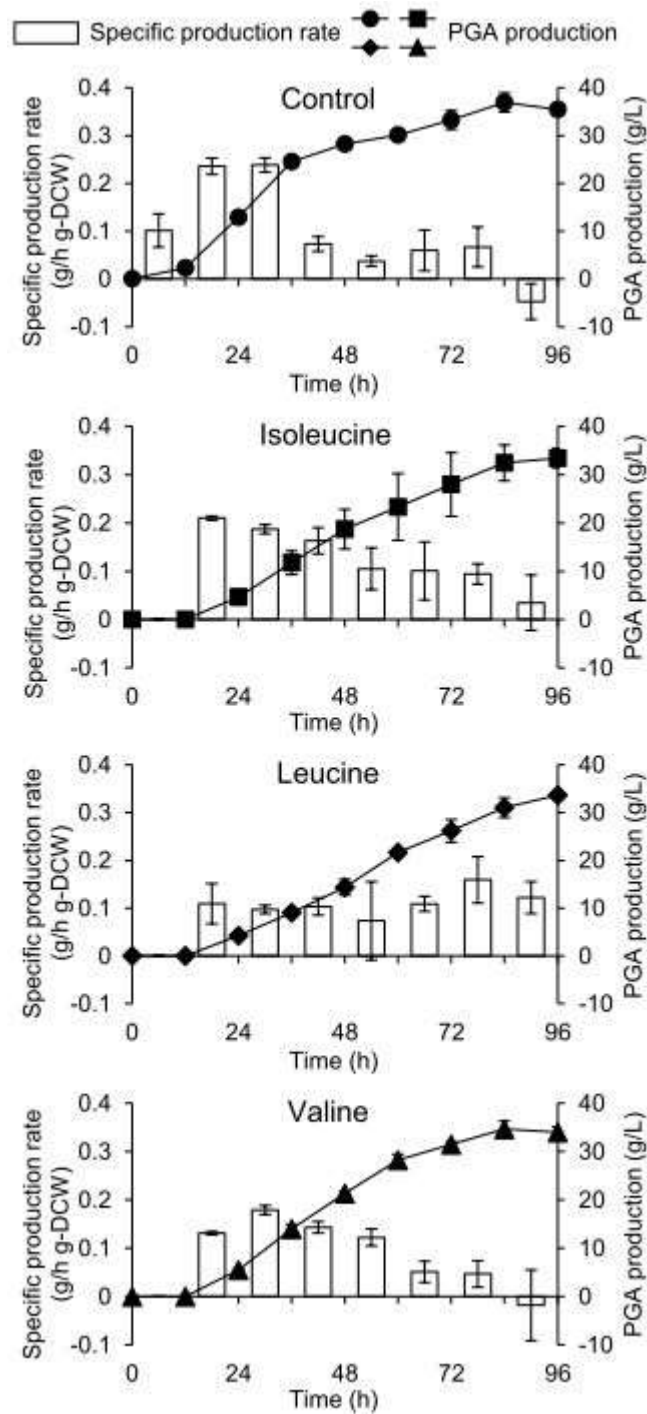 Specific production rate PGA production
Control
Specific production rate
(g/h g-DCW)
0.4
0.3
0.2
0.1
0
-0.1
40
30
20
10
0
-10
PGA production (g/L)
0 24 48 72 96
Time (h)
Isoleucine
Specific production rate
(g/h g-DCW)
0.4
0.3
0.2
0.1
0
-0.1
40
30
20
10
0
-10
PGA production (g/L)
0 24 48 72 96
Time (h)
Leucine
Specific production rate
(g/h g-DCW)
0.4
0.3
0.2
0.1
0
-0.1
40
30
20
10
0
-10
PGA production (g/L)
0 24 48 72 96
Time (h)
Valine
Specific production rate
(g/h g-DCW)
0.4
0.3
0.2
0.1
0
-0.1
40
30
20
10
0
-10
PGA production (g/L)
0 24 48 72 96
Time (h)